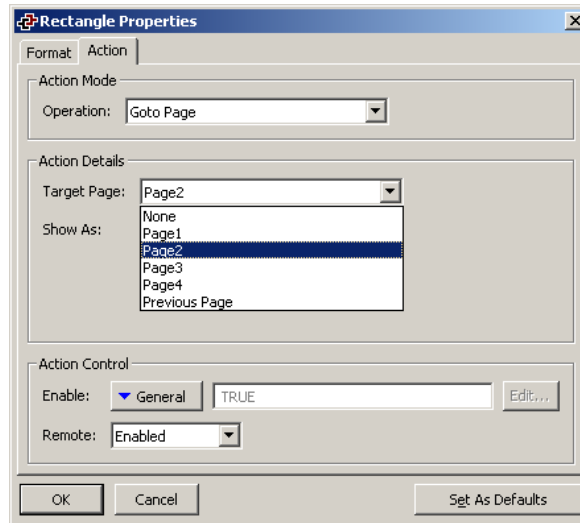 Rectangle Properties
Format Action
Action Mode
Operation: Goto Page
Action Details
Target Page: Page2
Show As:
None
Page1
Page2
Page3
Page4
Previous Page
Action Control
Enable: General TRUE Edit...
Remote: Enabled
OK Cancel Set As Defaults